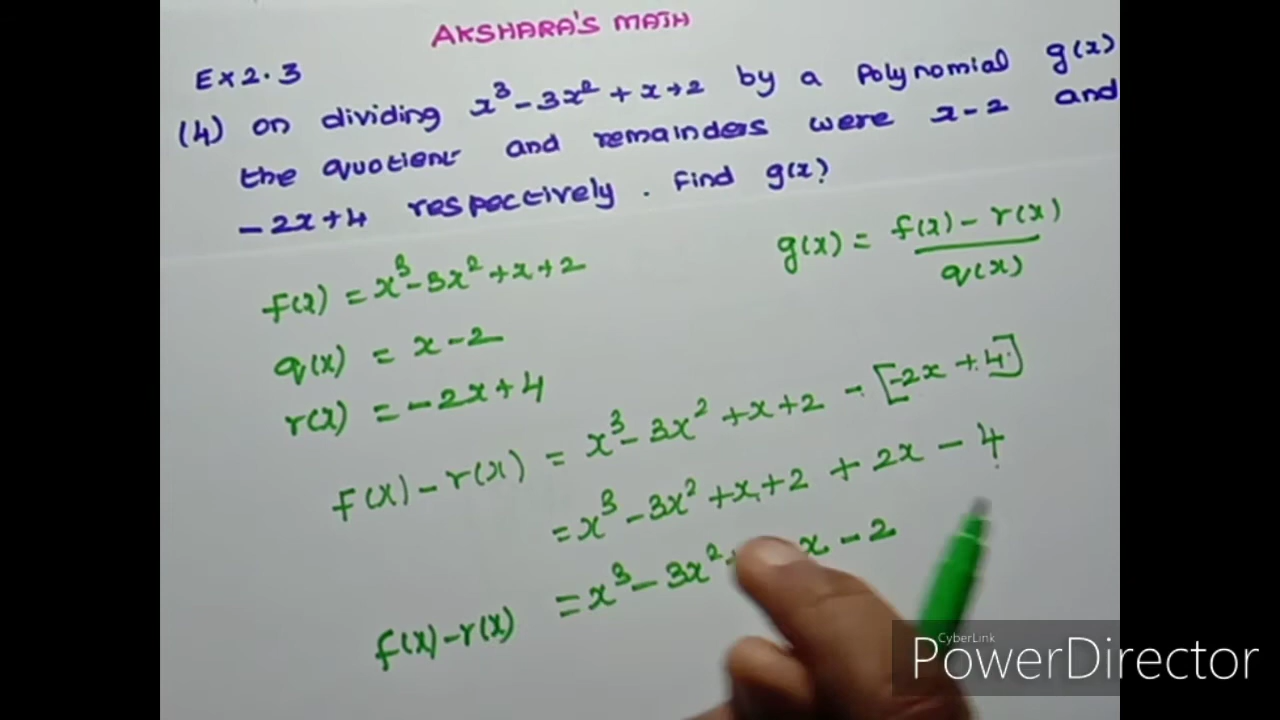 AKSHARA'S MATH
Ex 2.3
(4) on dividing x³ - 3x² + x + 2 by a polynomial g(x)
the quotient and remainders were x - 2 and
- 2x + 4 respectively. Find g(x)?
f(x) = x³ - 3x² + x + 2
g(x) = f(x) - r(x) / q(x)
q(x) = x - 2
r(x) = - 2x + 4
f(x) - r(x) = x³ - 3x² + x + 2 - [-2x + 4]
= x³ - 3x² + x + 2 + 2x - 4
f(x) - r(x) = x³ - 3x² + x - 2
CyberLink
PowerDirector